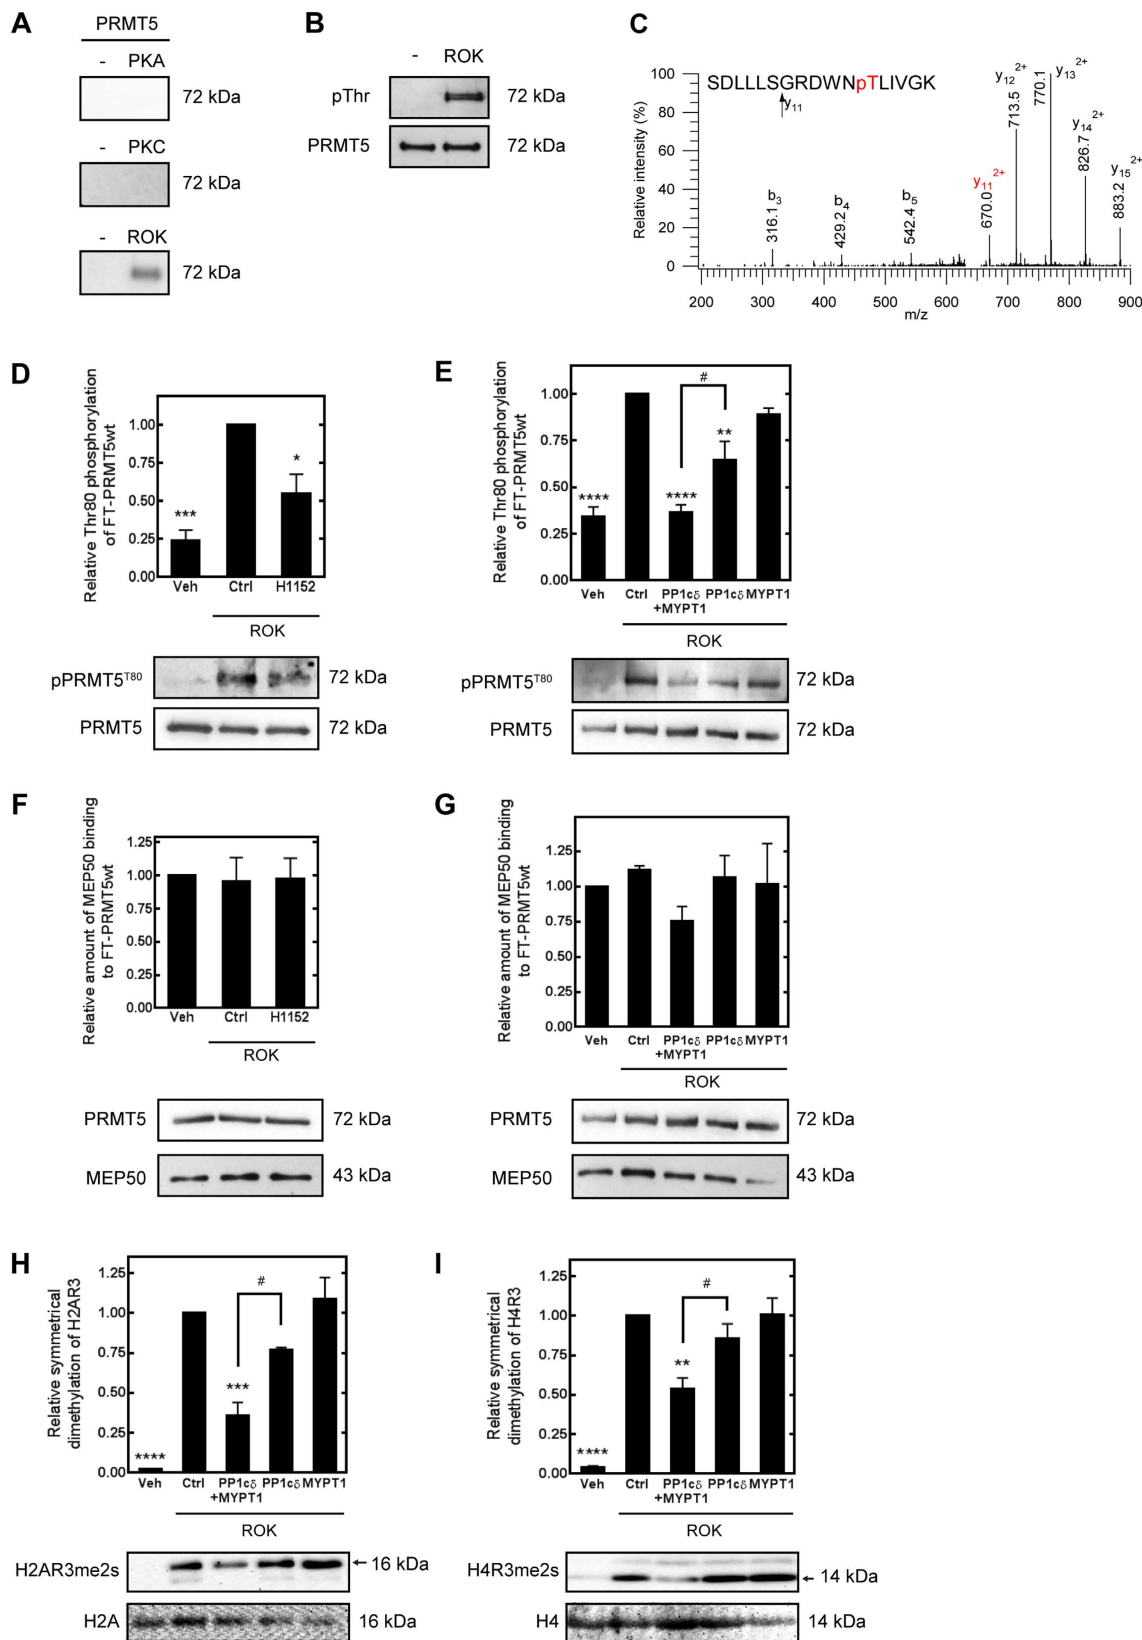 A
PRMT5
- PKA
72 kDa
- PKC
72 kDa
- ROK
72 kDa
B
- ROK
pThr
72 kDa
PRMT5
72 kDa
C
SDLLLSGRDWNpTLIVGK
y11
Relative intensity (%)
100
80
60
40
20
0
b3
316.1
b4
429.2
b5
542.4
y11 2+
670.0
y12 2+
713.5
y13 2+
770.1
y14 2+
826.7
y15 2+
883.2
200 300 400 500 600 700 800 900
m/z
D
Relative Thr80 phosphorylation
of FT-PRMT5wt
1.00
0.75
0.50
0.25
0.00
***
*
Veh Ctrl H1152
ROK
pPRMT5T80
72 kDa
PRMT5
72 kDa
E
Relative Thr80 phosphorylation
of FT-PRMT5wt
1.00
0.75
0.50
0.25
0.00
#
****
****
**
Veh Ctrl PP1cδ PP1cδ MYPT1
+MYPT1
ROK
pPRMT5T80
72 kDa
PRMT5
72 kDa
F
Relative amount of MEP50 binding
to FT-PRMT5wt
1.25
1.00
0.75
0.50
0.25
0.00
Veh Ctrl H1152
ROK
PRMT5
72 kDa
MEP50
43 kDa
G
Relative amount of MEP50 binding
to FT-PRMT5wt
1.25
1.00
0.75
0.50
0.25
0.00
Veh Ctrl PP1cδ PP1cδ MYPT1
+MYPT1
ROK
PRMT5
72 kDa
MEP50
43 kDa
H
Relative symmetrical
dimethylation of H2AR3
1.25
1.00
0.75
0.50
0.25
0.00
#
****
***
Veh Ctrl PP1cδ PP1cδ MYPT1
+MYPT1
ROK
H2AR3me2s
←16 kDa
H2A
16 kDa
I
Relative symmetrical
dimethylation of H4R3
1.25
1.00
0.75
0.50
0.25
0.00
#
****
**
Veh Ctrl PP1cδ PP1cδ MYPT1
+MYPT1
ROK
H4R3me2s
←14 kDa
H4
14 kDa